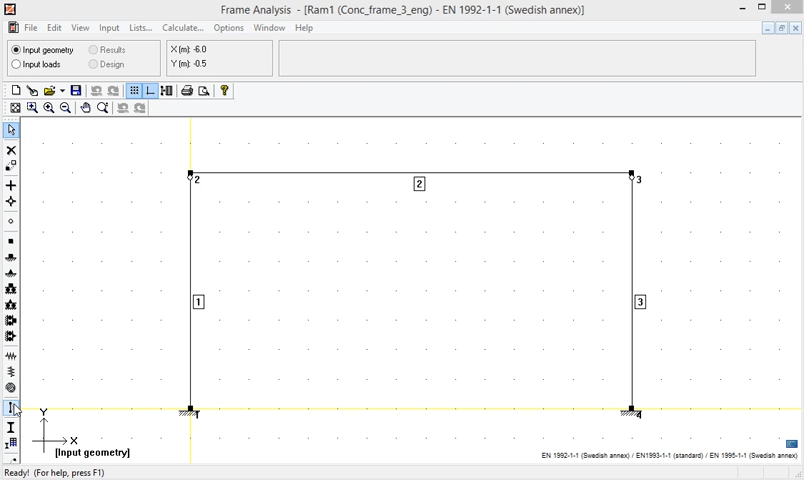 Frame Analysis - [Ram1 (Conc_frame_3_eng) - EN 1992-1-1 (Swedish annex)]
File Edit View Input Lists... Calculate... Options Window Help
Input geometry Results
Input loads Design
X (m): -6.0
Y (m): -0.5
2 2 3
1 3
1 4
Y
X
[Input geometry]
EN 1992-1-1 (Swedish annex) / EN1993-1-1 (standard) / EN 1995-1-1 (Swedish annex)
Ready! (For help, press F1)